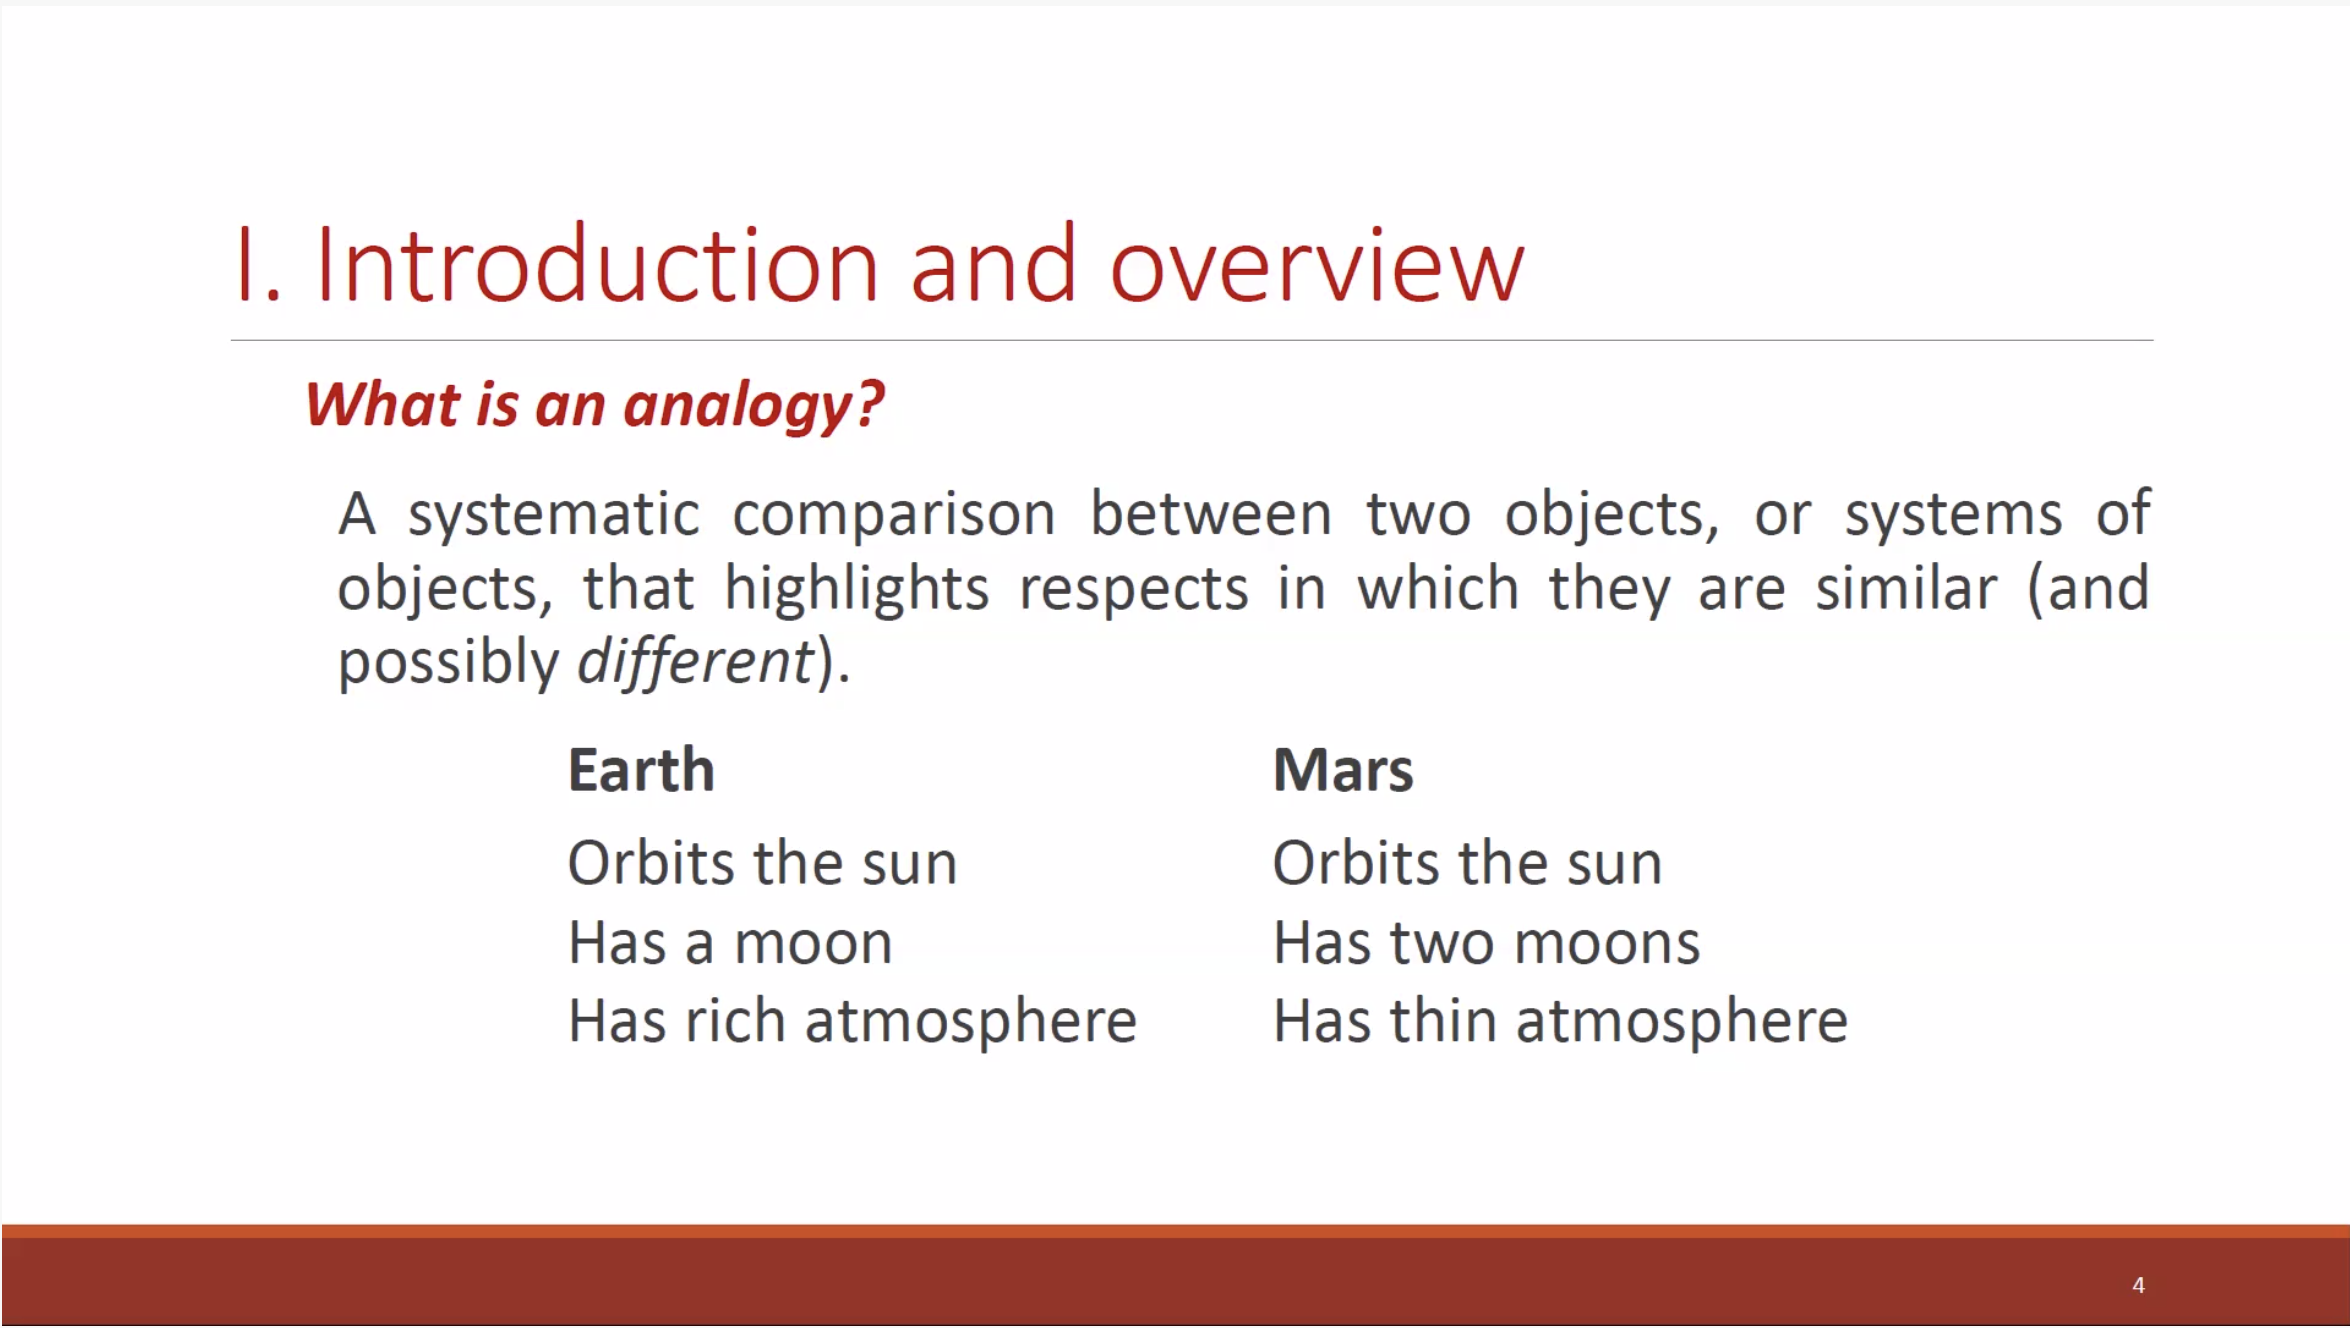 I. Introduction and overview
What is an analogy?
A systematic comparison between two objects, or systems of
objects, that highlights respects in which they are similar (and
possibly different).
Earth Mars
Orbits the sun Orbits the sun
Has a moon Has two moons
Has rich atmosphere Has thin atmosphere
4